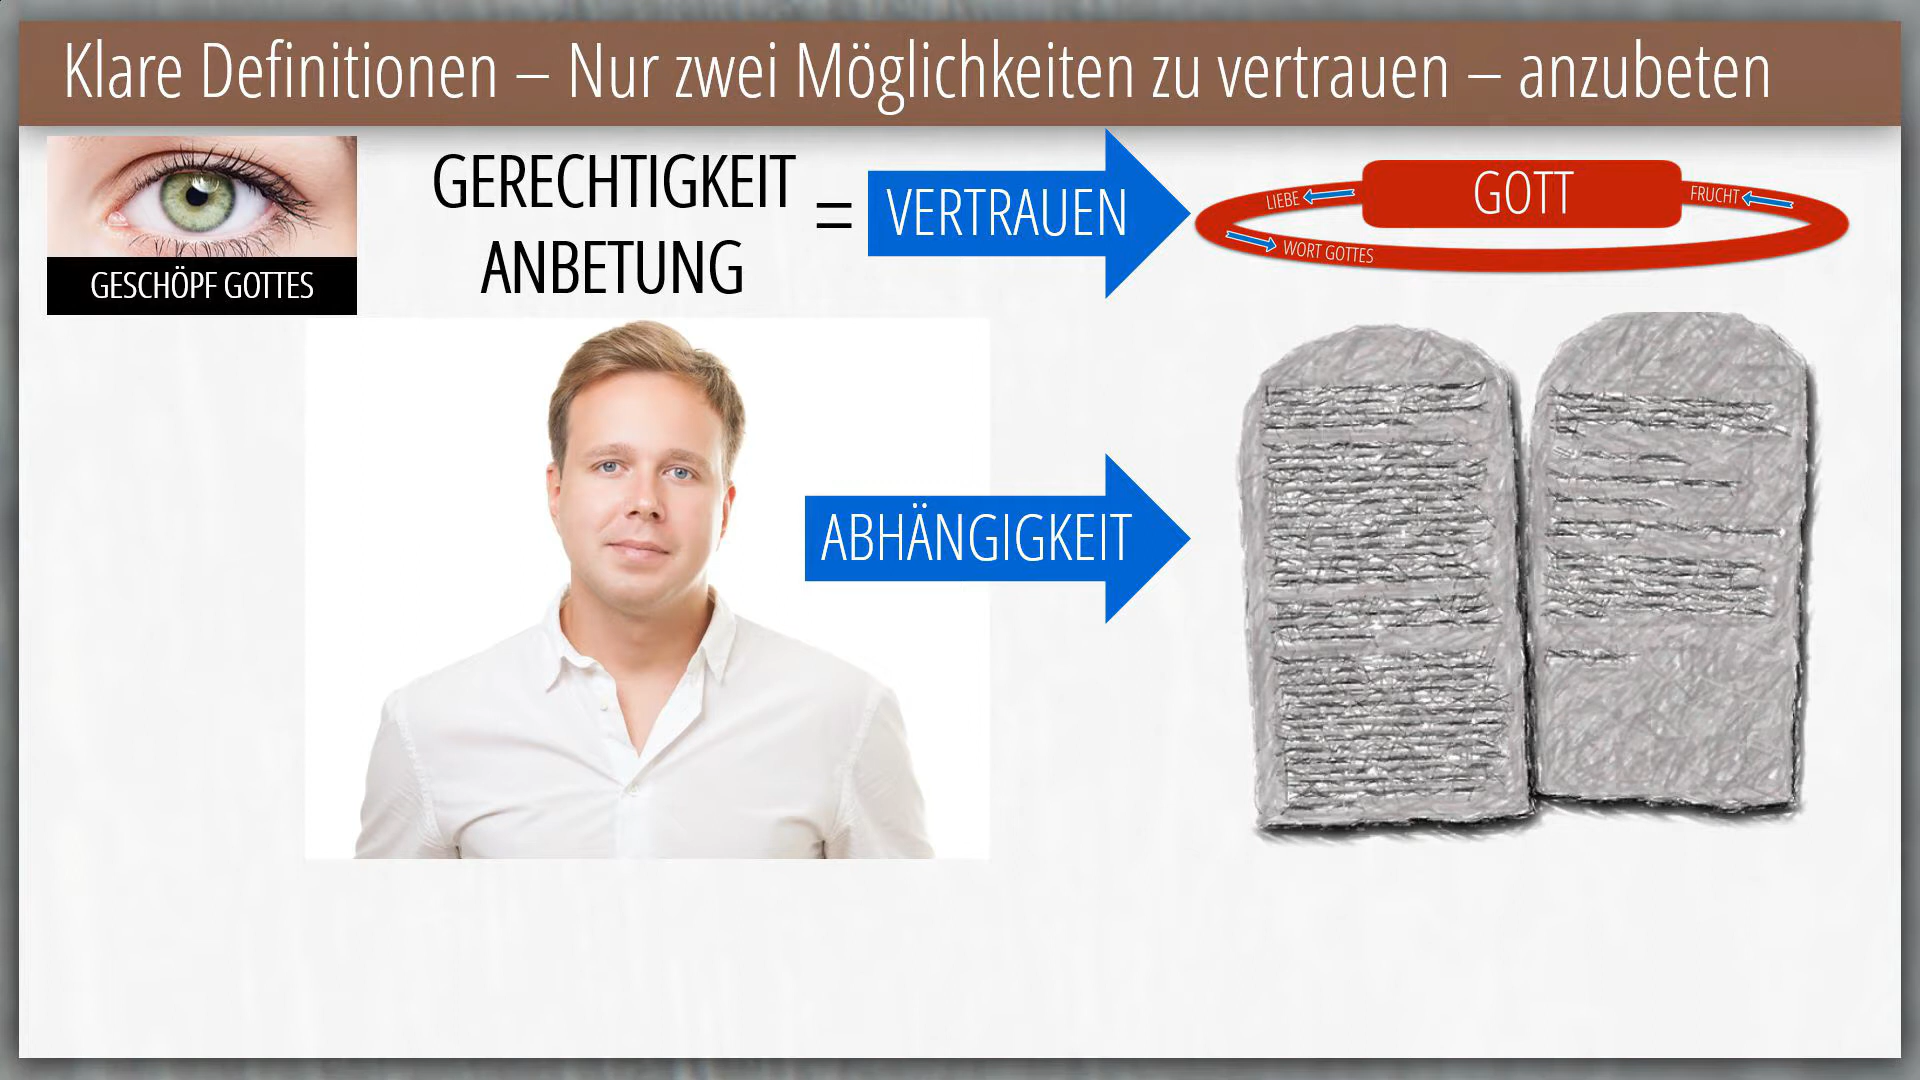 Klare Definitionen – Nur zwei Möglichkeiten zu vertrauen – anzubeten
GESCHÖPF GOTTES
GERECHTIGKEIT
ANBETUNG
=
VERTRAUEN
LIEBE
GOTT
FRUCHT
WORT GOTTES
ABHÄNGIGKEIT